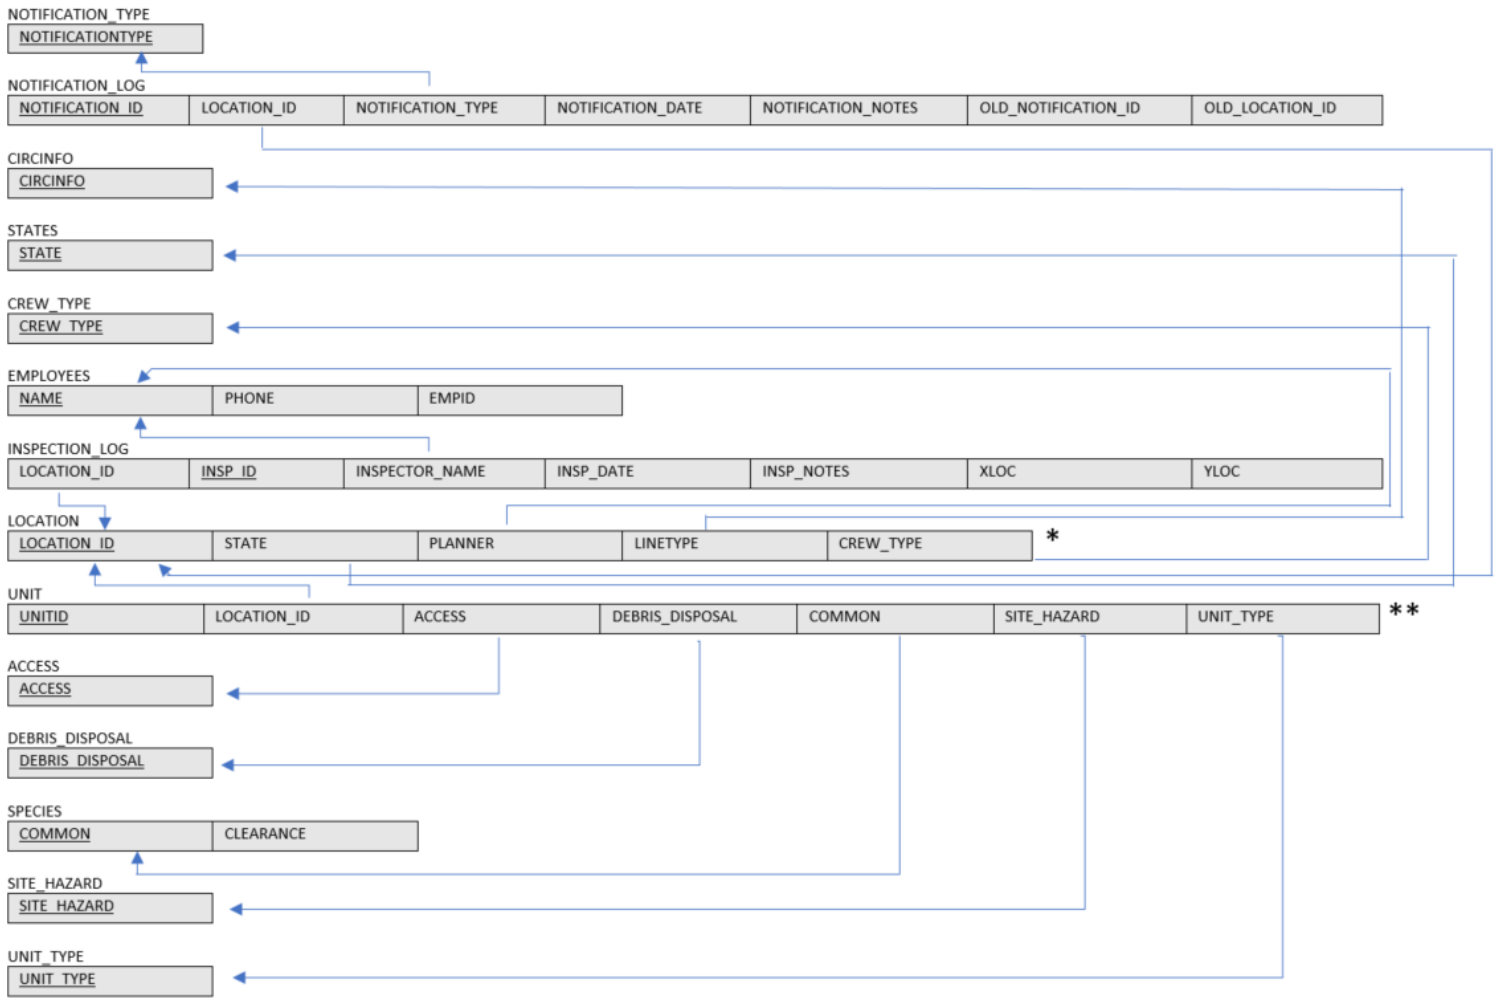 NOTIFICATION_TYPE
NOTIFICATIONTYPE
NOTIFICATION_LOG
NOTIFICATION_ID LOCATION_ID NOTIFICATION_TYPE NOTIFICATION_DATE NOTIFICATION_NOTES OLD_NOTIFICATION_ID OLD_LOCATION_ID
CIRCINFO
CIRCINFO
STATES
STATE
CREW_TYPE
CREW_TYPE
EMPLOYEES
NAME PHONE EMPID
INSPECTION_LOG
LOCATION_ID INSP_ID INSPECTOR_NAME INSP_DATE INSP_NOTES XLOC YLOC
LOCATION
LOCATION_ID STATE PLANNER LINETYPE CREW_TYPE *
UNIT
UNITID LOCATION_ID ACCESS DEBRIS_DISPOSAL COMMON SITE_HAZARD UNIT_TYPE **
ACCESS
ACCESS
DEBRIS_DISPOSAL
DEBRIS_DISPOSAL
SPECIES
COMMON CLEARANCE
SITE_HAZARD
SITE_HAZARD
UNIT_TYPE
UNIT_TYPE